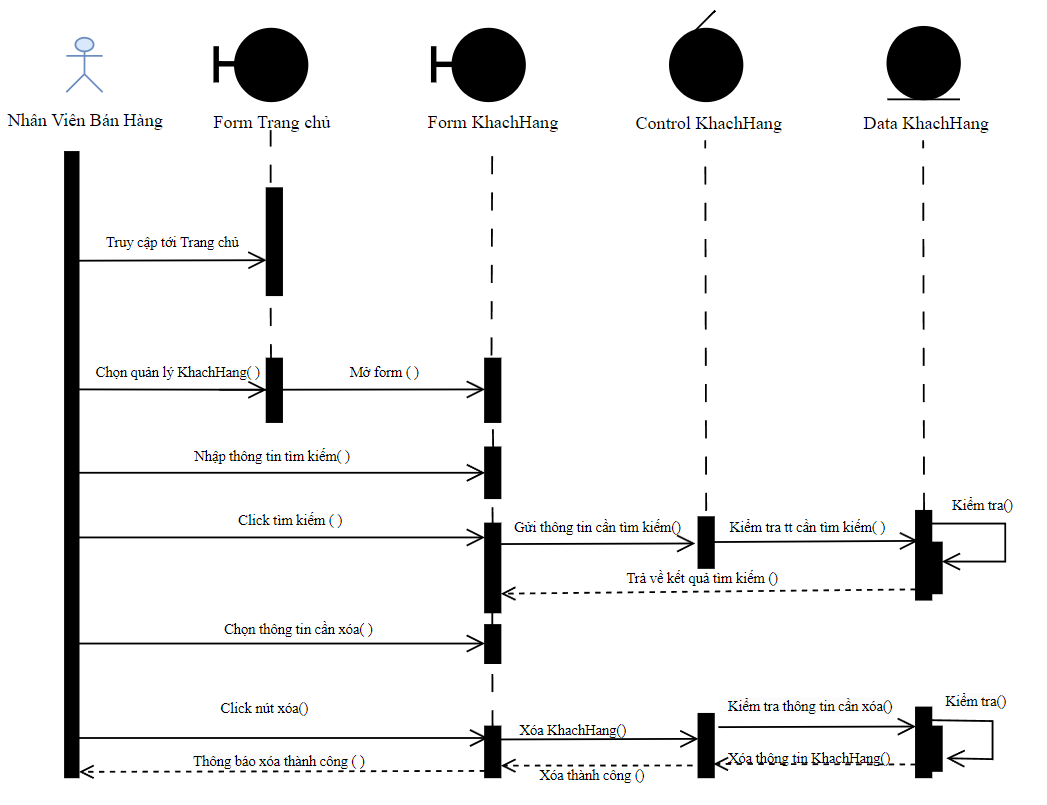 Nhân Viên Bán Hàng
Form Trang chủ
Form KhachHang
Control KhachHang
Data KhachHang
Truy cập tới Trang chủ
Chọn quản lý KhachHang( )
Mở form ( )
Nhập thông tin tìm kiếm( )
Click tìm kiếm ( )
Gửi thông tin cần tìm kiếm()
Kiểm tra tt cần tìm kiếm( )
Kiểm tra()
Trả về kết quả tìm kiếm ()
Chọn thông tin cần xóa( )
Click nút xóa()
Kiểm tra thông tin cần xóa()
Kiểm tra()
Xóa KhachHang()
Thông báo xóa thành công ( )
Xóa thành công ()
Xóa thông tin KhachHang()